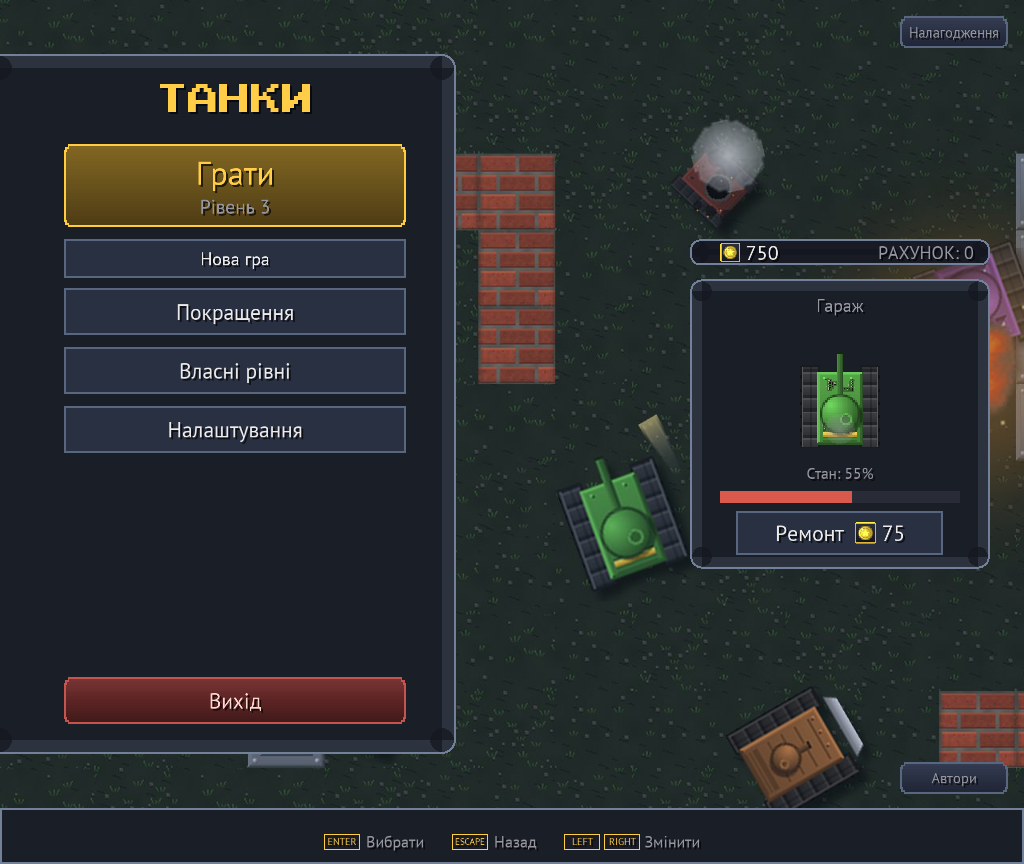 Налагодження
ТАНКИ
Грати
Рівень 3
Нова гра
Покращення
Власні рівні
Налаштування
Вихід
750 РАХУНОК: 0
Гараж
Стан: 55%
Ремонт 75
Автори
ENTER Вибрати ESCAPE Назад LEFT RIGHT Змінити